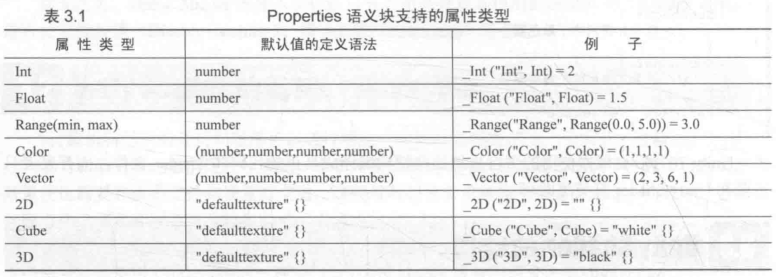 表 3.1 Properties 语义块支持的属性类型
属 性 类 型 默认值的定义语法 例 子
Int number _Int ("Int", Int) = 2
Float number _Float ("Float", Float) = 1.5
Range(min, max) number _Range("Range", Range(0.0, 5.0)) = 3.0
Color (number,number,number,number) _Color ("Color", Color) = (1,1,1,1)
Vector (number,number,number,number) _Vector ("Vector", Vector) = (2, 3, 6, 1)
2D "defaulttexture" {} _2D ("2D", 2D) = "" {}
Cube "defaulttexture" {} _Cube ("Cube", Cube) = "white" {}
3D "defaulttexture" {} _3D ("3D", 3D) = "black" {}